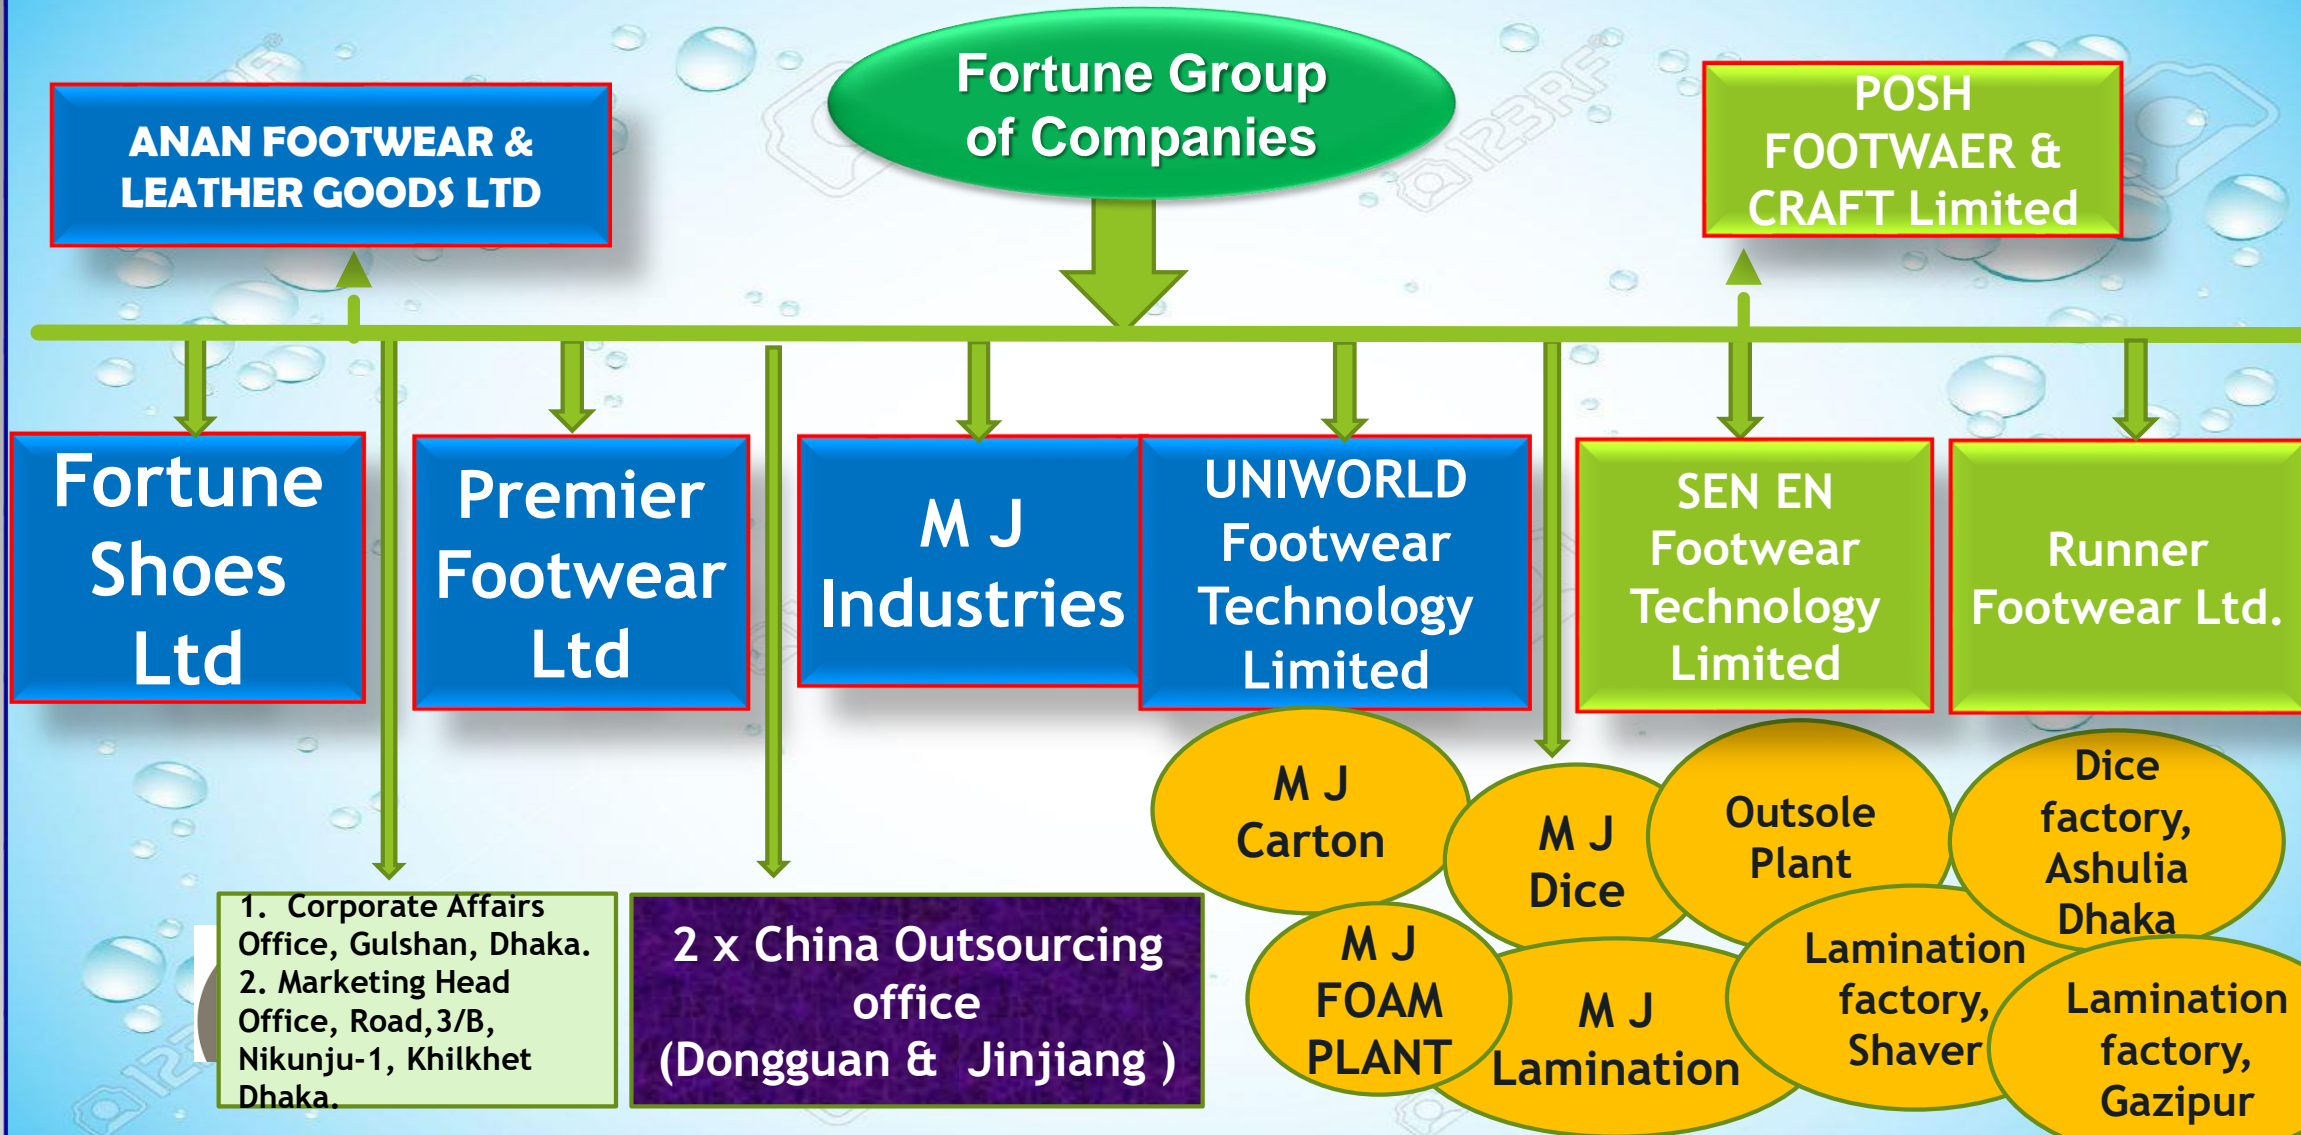 Fortune Group
of Companies
ANAN FOOTWEAR &
LEATHER GOODS LTD
POSH
FOOTWAER &
CRAFT Limited
Fortune
Shoes
Ltd
Premier
Footwear
Ltd
M J
Industries
UNIWORLD
Footwear
Technology
Limited
SEN EN
Footwear
Technology
Limited
Runner
Footwear Ltd.
1. Corporate Affairs
Office, Gulshan, Dhaka.
2. Marketing Head
Office, Road,3/B,
Nikunju-1, Khilkhet
Dhaka.
2 x China Outsourcing
office
(Dongguan & Jinjiang )
M J
Carton
M J
Dice
Outsole
Plant
Dice
factory,
Ashulia
Dhaka
M J
FOAM
PLANT
M J
Lamination
Lamination
factory,
Shaver
Lamination
factory,
Gazipur
123RF